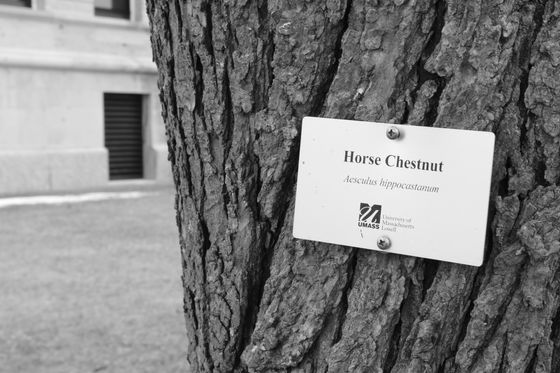 Horse Chestnut
Aesculus hippocastanum
UMASS
University of
Massachusetts
Lowell